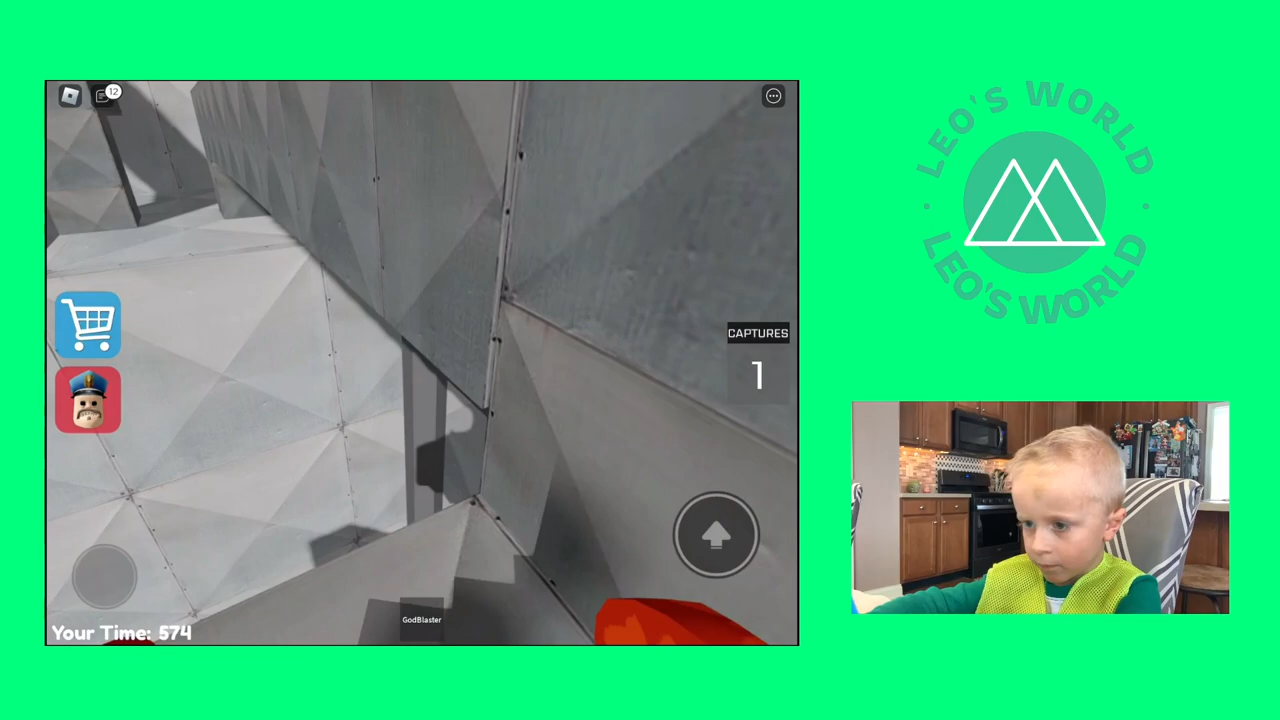 12
CAPTURES
1
GodBlaster
Your Time: 574
· LEO'S WORLD ·
LEO'S WORLD